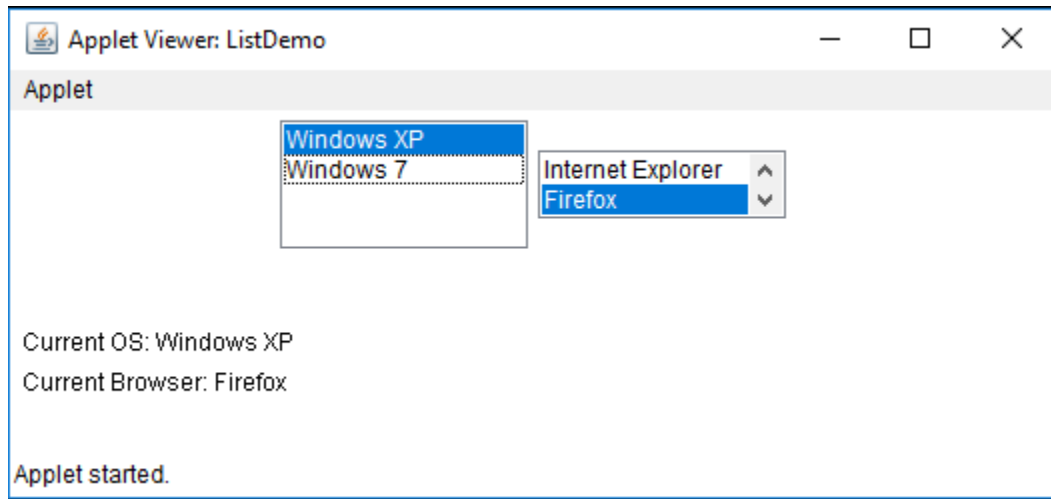 Applet Viewer: ListDemo
Applet
Windows XP
Windows 7
Internet Explorer
Firefox
Current OS: Windows XP
Current Browser: Firefox
Applet started.